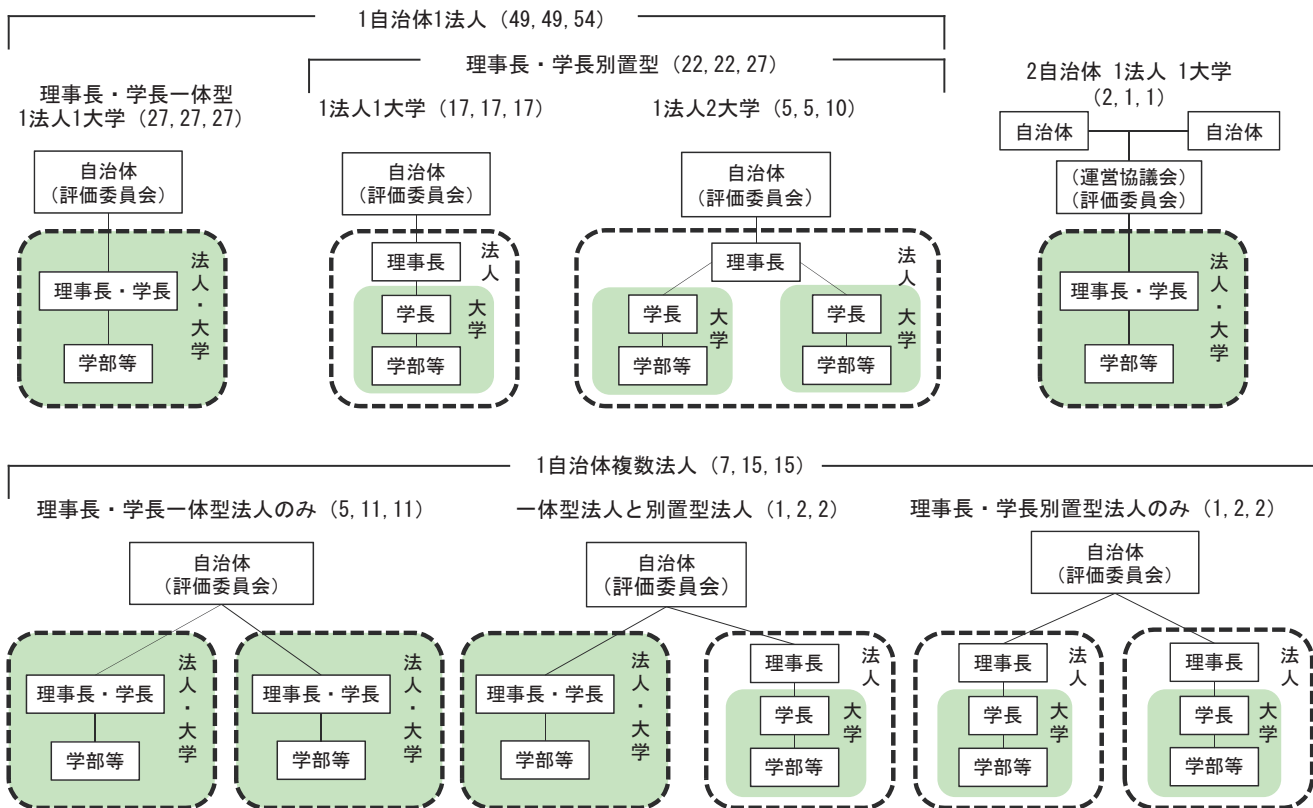 1自治体1法人（49, 49, 54）
理事長・学長別置型（22, 22, 27）
理事長・学長一体型
1法人1大学（27, 27, 27）
1法人1大学（17, 17, 17）
1法人2大学（5, 5, 10）
2自治体 1法人 1大学
（2, 1, 1）
自治体
（評価委員会）
理事長・学長
学部等
法人・大学
自治体
（評価委員会）
理事長
法人
学長
大学
学部等
自治体
（評価委員会）
理事長
法人
学長
大学
学部等
学長
大学
学部等
自治体
自治体
（運営協議会）
（評価委員会）
理事長・学長
学部等
法人・大学
1自治体複数法人（7, 15, 15）
理事長・学長一体型法人のみ（5, 11, 11）
一体型法人と別置型法人（1, 2, 2）
理事長・学長別置型法人のみ（1, 2, 2）
自治体
（評価委員会）
理事長・学長
学部等
法人・大学
理事長・学長
学部等
法人・大学
自治体
（評価委員会）
理事長・学長
学部等
法人・大学
理事長
法人
学長
大学
学部等
自治体
（評価委員会）
理事長
法人
学長
大学
学部等
理事長
法人
学長
大学
学部等